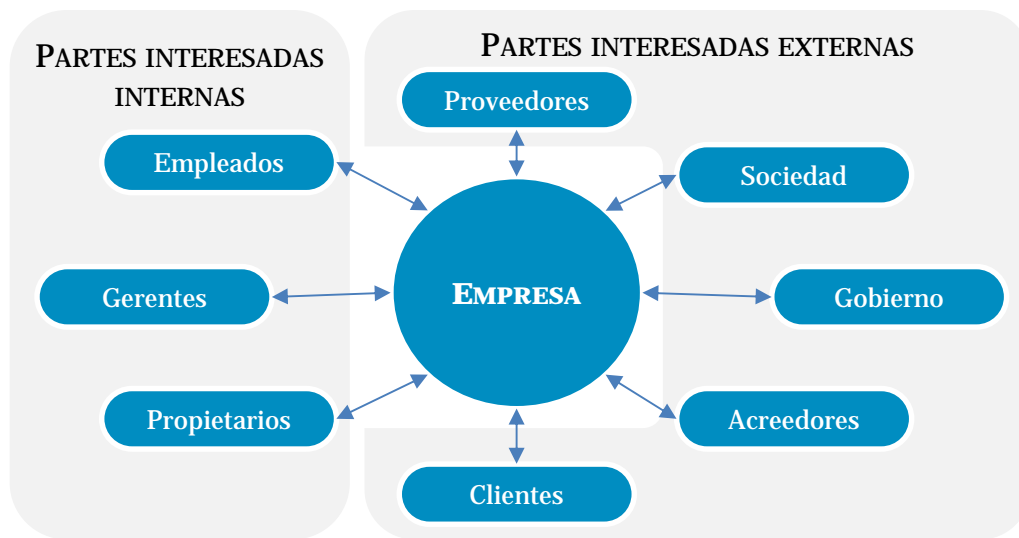 PARTES INTERESADAS
INTERNAS
PARTES INTERESADAS EXTERNAS
Proveedores
Empleados
Sociedad
Gerentes
EMPRESA
Gobierno
Propietarios
Acreedores
Clientes